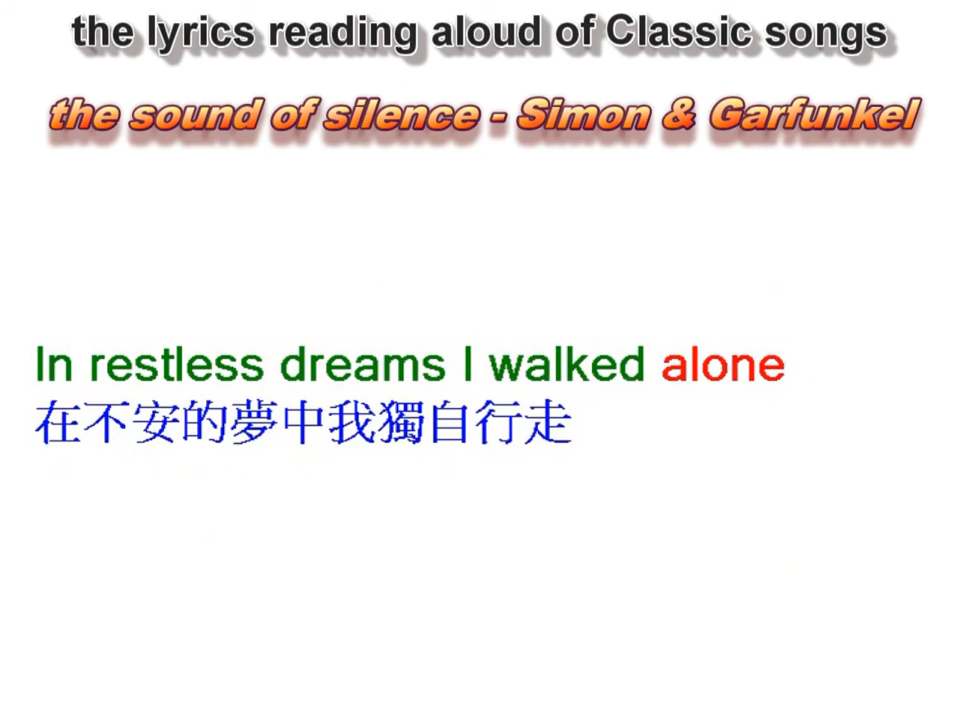 the lyrics reading aloud of Classic songs
the sound of silence - Simon & Garfunkel
In restless dreams I walked alone
在不安的夢中我獨自行走